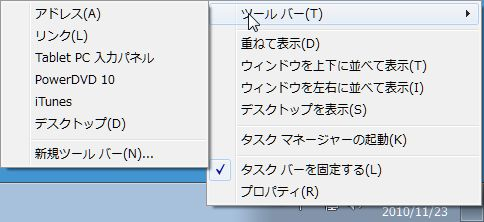 アドレス(A)
リンク(L)
Tablet PC 入力パネル
PowerDVD 10
iTunes
デスクトップ(D)
新規ツール バー(N)...
ツール バー(T)
重ねて表示(D)
ウィンドウを上下に並べて表示(T)
ウィンドウを左右に並べて表示(I)
デスクトップを表示(S)
タスク マネージャーの起動(K)
タスク バーを固定する(L)
プロパティ(R)
2010/11/23